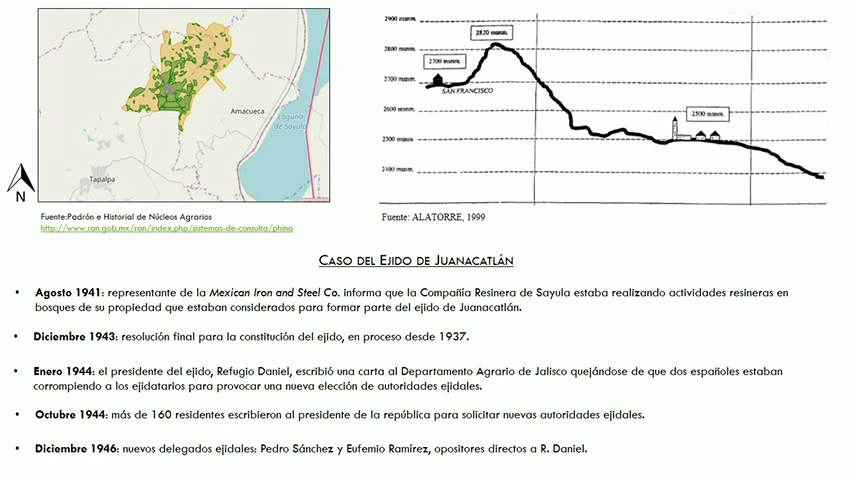 Amacueca
Laguna
de Sayula
Tapalpa
N
Fuente:Padrón e Historial de Núcleos Agrarios
http://www.ran.gob.mx/ran/index.php/sistemas-de-consulta/phina
2900 msnm.
2820 msnm.
2800 msnm.
2700 msnm.
2700 msnm.
SAN FRANCISCO
2600 msnm.
2500 msnm.
2500 msnm.
2400 msnm.
Fuente: ALATORRE, 1999
CASO DEL EJIDO DE JUANACATLÁN
• Agosto 1941: representante de la Mexican Iron and Steel Co. informa que la Compañía Resinera de Sayula estaba realizando actividades resineras en
bosques de su propiedad que estaban considerados para formar parte del ejido de Juanacatlán.
• Diciembre 1943: resolución final para la constitución del ejido, en proceso desde 1937.
• Enero 1944: el presidente del ejido, Refugio Daniel, escribió una carta al Departamento Agrario de Jalisco quejándose de que dos españoles estaban
corrompiendo a los ejidatarios para provocar una nueva elección de autoridades ejidales.
• Octubre 1944: más de 160 residentes escribieron al presidente de la república para solicitar nuevas autoridades ejidales.
• Diciembre 1946: nuevos delegados ejidales: Pedro Sánchez y Eufemio Ramírez, opositores directos a R. Daniel.